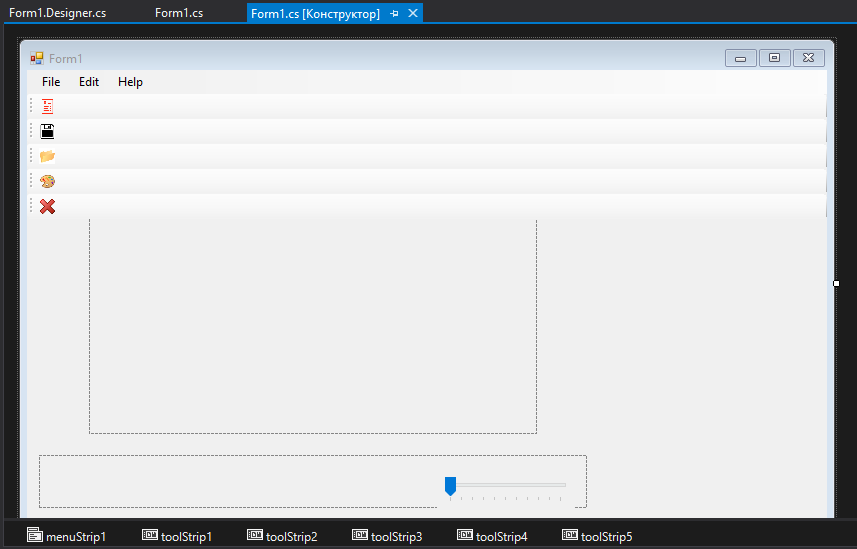 Form1.Designer.cs Form1.cs Form1.cs [Конструктор]
Form1
File Edit Help
menuStrip1 toolStrip1 toolStrip2 toolStrip3 toolStrip4 toolStrip5